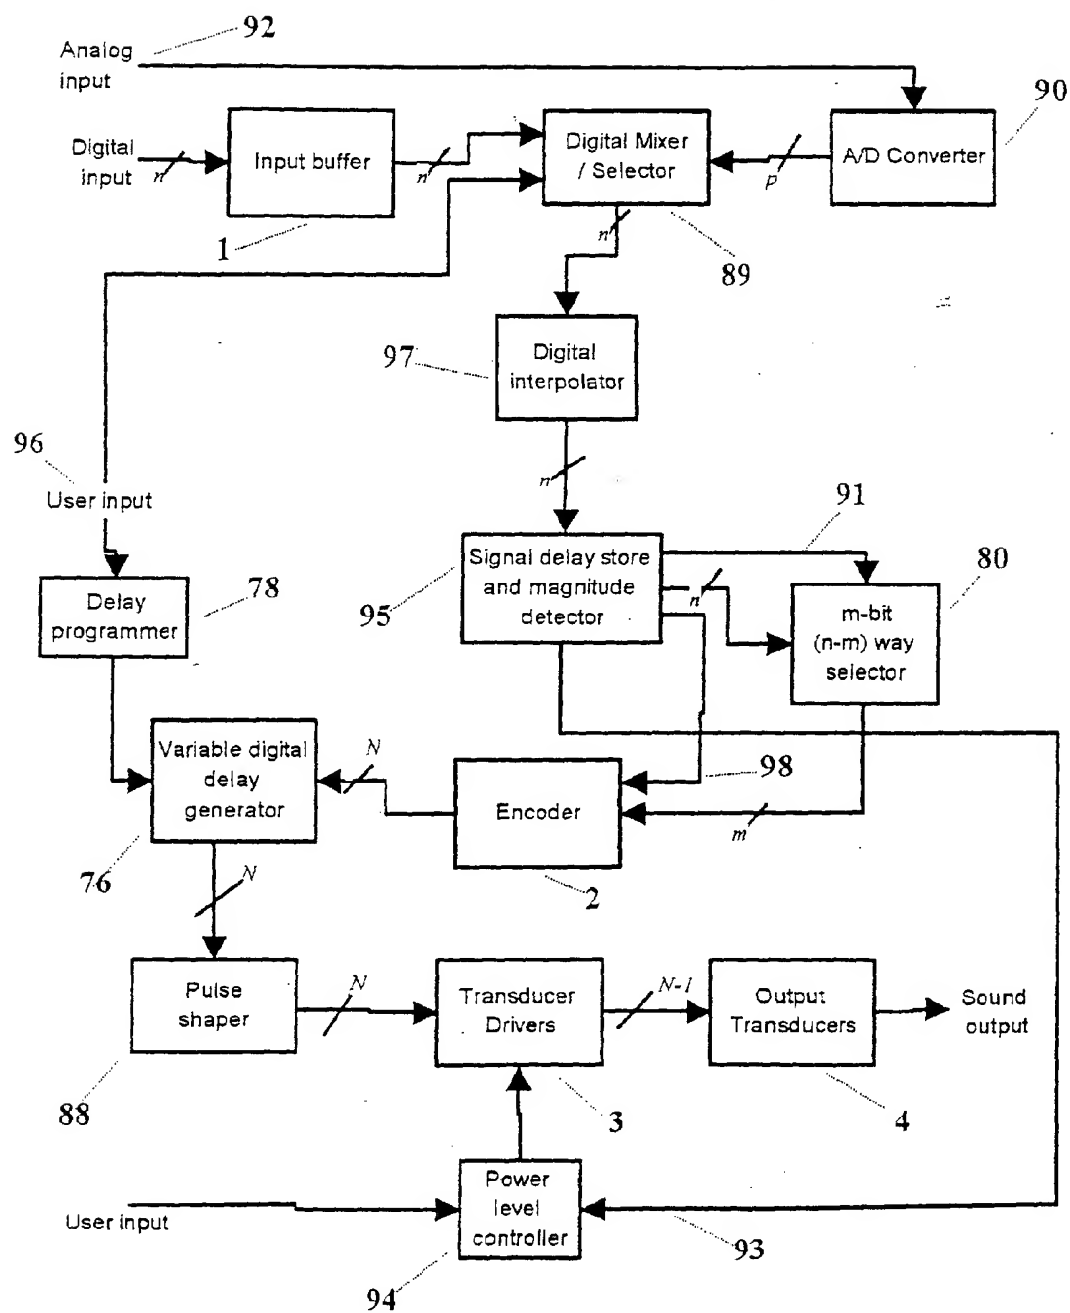 92
Analog
input
90
Digital
input
n
Input buffer
n
Digital Mixer
/ Selector
p
A/D Converter
1
n
89
97
Digital
interpolator
96
User input
n
91
Signal delay store
and magnitude
detector
95
n
80
m-bit
(n-m) way
selector
Delay
programmer
78
Variable digital
delay
generator
N
Encoder
98
m
76
N
2
Pulse
shaper
N
Transducer
Drivers
N-1
Output
Transducers
Sound
output
88
3
4
Power
level
controller
User input
93
94